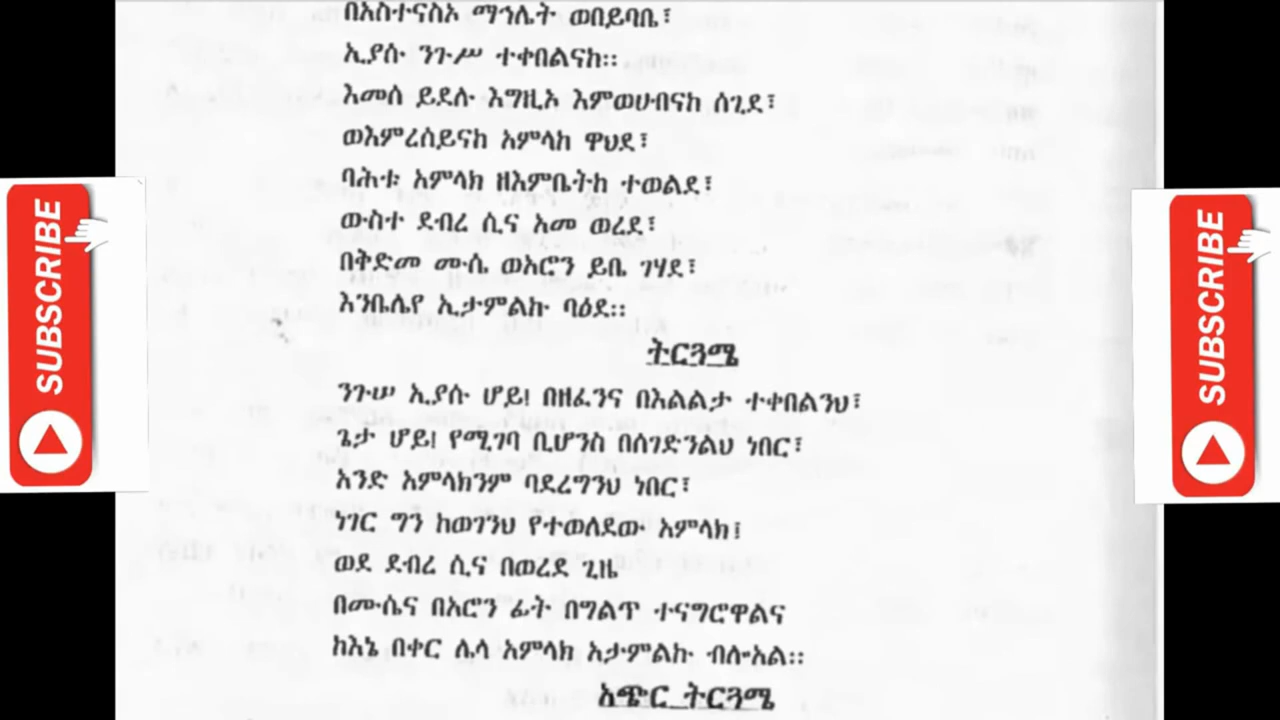 በአስተናስኦ ማኅሌት ወበይባቤ፣
ኢያሱ ንጉሥ ተቀበልናከ።
እመሰ ይደሉ እግዚኦ እምወሀብናከ ሰጊደ፣
ወእምረሰይናከ አምላከ ዋህደ፣
ባሕቱ አምላክ ዘእምቤትከ ተወልደ፣
ውስተ ደብረ ሲና አመ ወረደ፣
በቅድመ ሙሴ ወአሮን ይቤ ገሃደ፣
እንበሌየ ኢታምልኩ ባዕደ።
ትርጓሜ
ንጉሠ ኢያሱ ሆይ! በዘፈንና በእልልታ ተቀበልንህ፣
ጌታ ሆይ! የሚገባ ቢሆንስ በሰገድንልህ ነበር፣
አንድ አምላክንም ባደረግንህ ነበር፣
ነገር ግን ከወገንህ የተወለደው አምላክ፤
ወደ ደብረ ሲና በወረደ ጊዜ
በሙሴና በአሮን ፊት በግልጥ ተናግሮዋልና
ከእኔ በቀር ሌላ አምላክ አታምልኩ ብሎአል።
አጭር ትርጓሜ
SUBSCRIBE
SUBSCRIBE